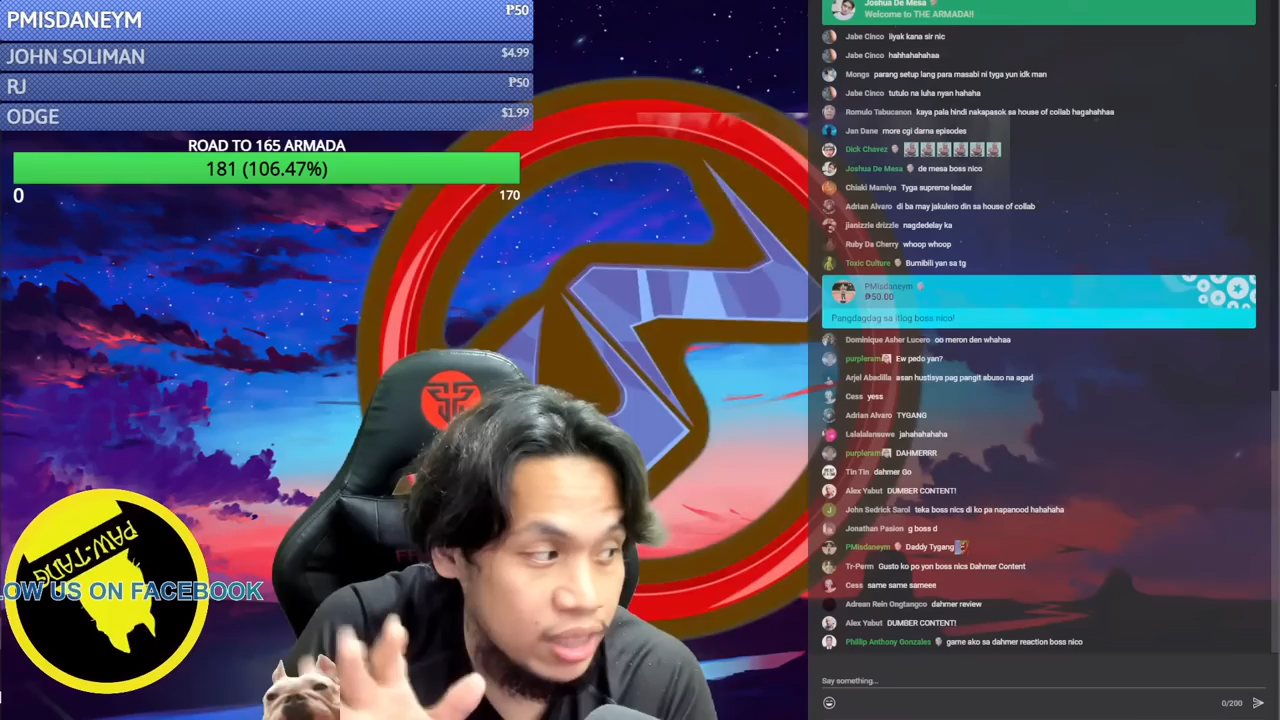 PMISDANEYM ₱50
JOHN SOLIMAN $4.99
RJ ₱50
ODGE $1.99
ROAD TO 165 ARMADA
181 (106.47%)
0 170
PAW-TANG
LOW US ON FACEBOOK
Joshua De Mesa
Welcome to THE ARMADA!!
Jabe Cinco iiyak kana sir nic
Jabe Cinco hahhahahahaa
Monga parang setup lang para masabi ni tyga yun idk man
Jabe Cinco tutulo na luha nyan hahaha
Romulo Tabucanon kaya pala hindi nakapasok sa house of collab hagahahhas
Jan Dane more cgi darna episodes
Dick Chavez
Joshua De Mesa de mesa boss nico
Chiaki Mamiya Tyga supreme leader
Adrian Alvaro di ba may jakulero din sa house of collab
jianizzle drizzle nagdedelay ka
Ruby Da Cherry whoop whoop
Toxic Culture Bumibili yan sa tg
PMisdaneym
₱50.00
Pangdagdag sa itlog boss nico!
Dominique Asher Lucero oo meron den whahaa
purpleram Ew pedo yan?
Arjel Abadilla asan hustisya pag pangit abuso na agad
Cess yess
Adrian Alvaro TYGANG
Lalalalansuwe jahahahahaha
purpleram DAHMERRR
Tin Tin dahmer Go
Alex Yabut DUMBER CONTENT!
John Sedrick Sarol teka boss nics di ko pa napanood hahahaha
Jonathan Pasion g boss d
PMisdaneym Daddy Tygang
Tr-Perm Gusto ko po yon boss nics Dahmer Content
Cess same same sameee
Adrean Rein Ongtangco dahmer review
Alex Yabut DUMBER CONTENT!
Phillip Anthony Gonzales game ako sa dahmer reaction boss nico
Say something...
0/200